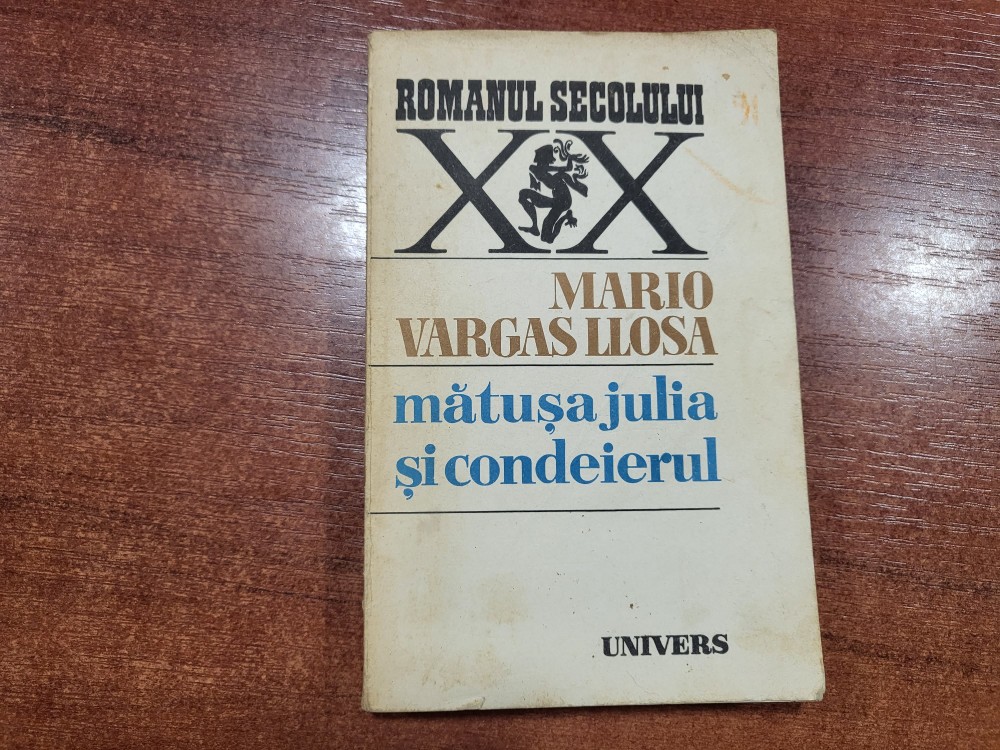 ROMANUL SECOLULUI
XX
MARIO
VARGAS LLOSA
mătușa julia
și condeierul
UNIVERS